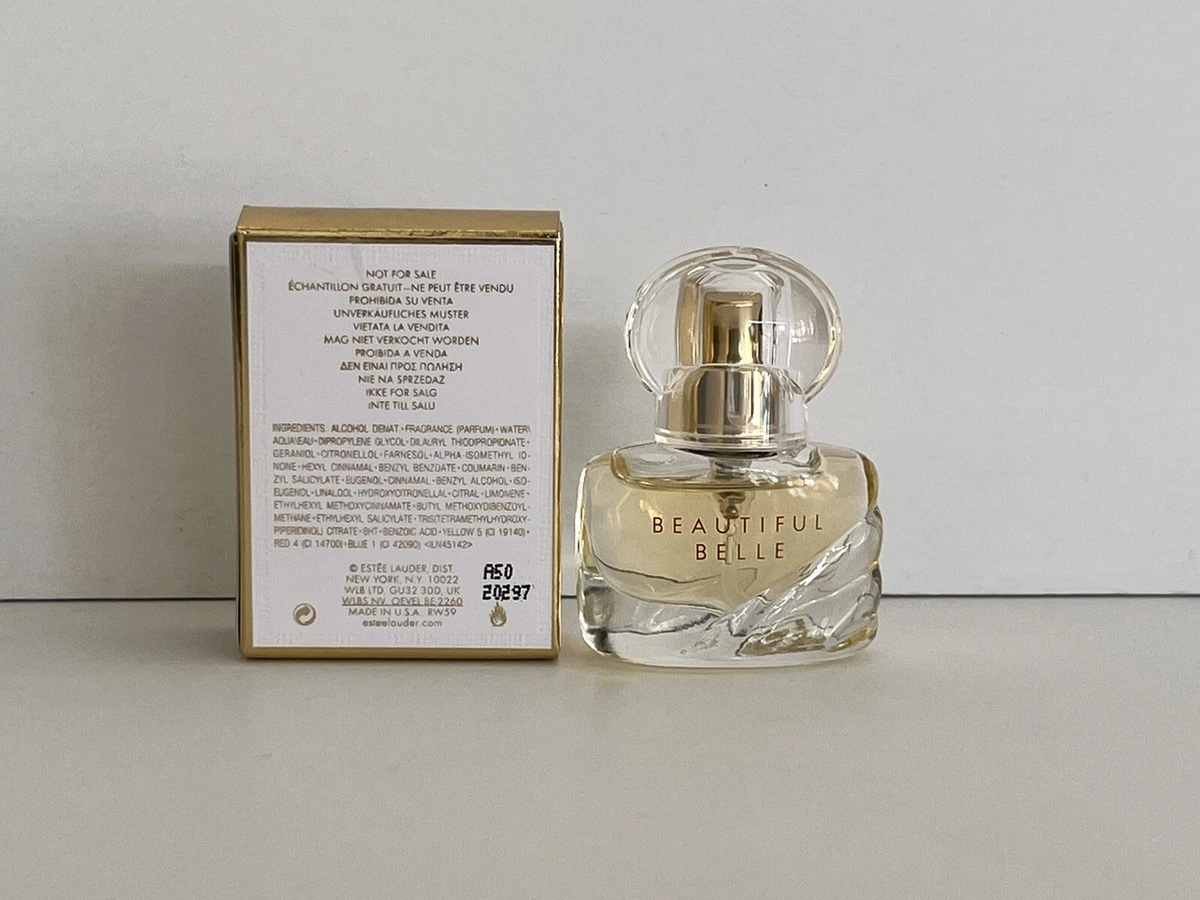 NOT FOR SALE
ÉCHANTILLON GRATUIT—NE PEUT ÊTRE VENDU
PROHIBIDA SU VENTA
UNVERKÄUFLICHES MUSTER
VIETATA LA VENDITA
MAG NIET VERKOCHT WORDEN
PROIBIDA A VENDA
ΔΕΝ ΕΙΝΑΙ ΠΡΟΣ ΠΩΛΗΣΗ
NIE NA SPRZEDAŻ
IKKE FOR SALG
INTE TILL SALU
INGREDIENTS: ALCOHOL DENAT.•FRAGRANCE (PARFUM)•WATER\
AQUA\EAU•DIPROPYLENE GLYCOL•DILAURYL THIODIPROPIONATE•
GERANIOL•CITRONELLOL•FARNESOL•ALPHA-ISOMETHYL IO-
NONE•HEXYL CINNAMAL•BENZYL BENZOATE•COUMARIN•BEN-
ZYL SALICYLATE•EUGENOL•CINNAMAL•BENZYL ALCOHOL•ISO-
EUGENOL•LINALOOL•HYDROXYCITRONELLAL•CITRAL•LIMONENE•
ETHYLHEXYL METHOXYCINNAMATE•BUTYL METHOXYDIBENZOYL-
METHANE•ETHYLHEXYL SALICYLATE•TRIS(TETRAMETHYLHYDROXY-
PIPERIDINOL) CITRATE•BHT•BENZOIC ACID•YELLOW 5 (CI 19140)•
RED 4 (CI 14700)•BLUE 1 (CI 42090) <ILN45142>
© ESTÉE LAUDER, DIST.
NEW YORK, N.Y. 10022
WLB LTD. GU32 3DD, UK
WLBS NV, OEVEL BE-2260
MADE IN U.S.A. RW59
esteelauder.com
A50
20297
BEAUTIFUL
BELLE